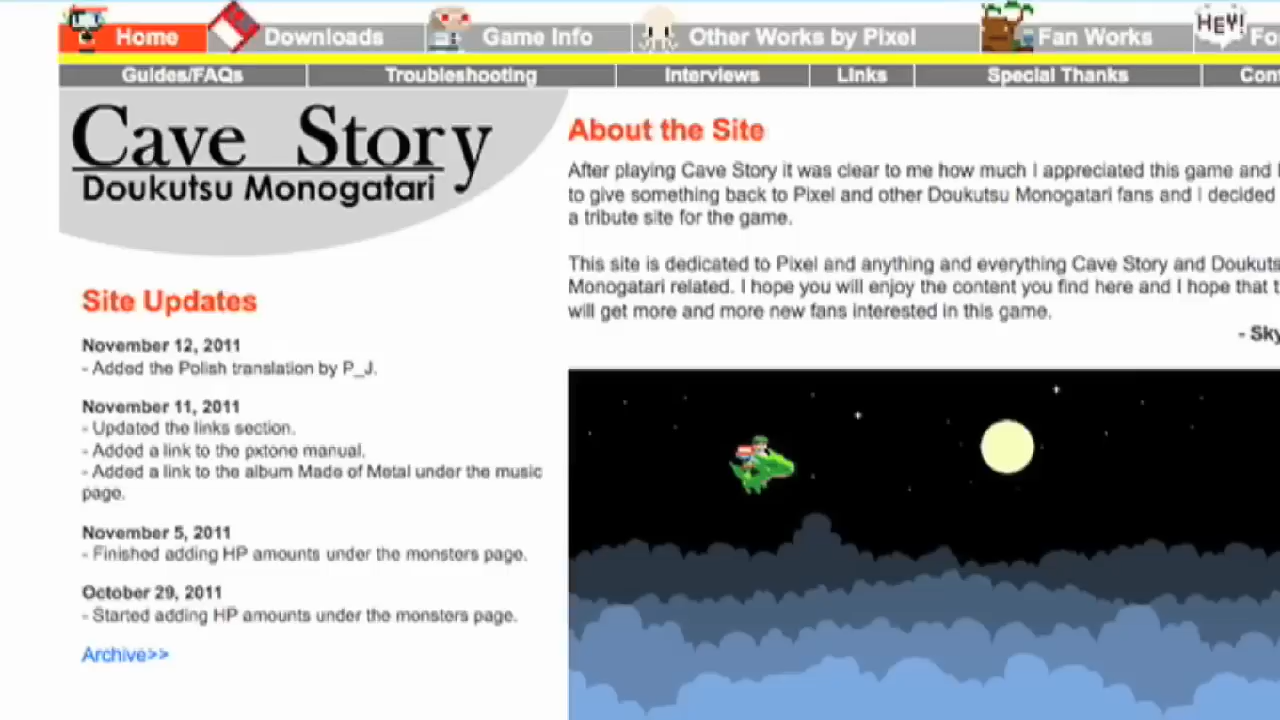 HEY!
Home Downloads Game Info Other Works by Pixel Fan Works
Guides/FAQs Troubleshooting Interviews Links Special Thanks
Cave Story
Doukutsu Monogatari
Site Updates
November 12, 2011
- Added the Polish translation by P_J.
November 11, 2011
- Updated the links section.
- Added a link to the pxtone manual.
- Added a link to the album Made of Metal under the music
page.
November 5, 2011
- Finished adding HP amounts under the monsters page.
October 29, 2011
- Started adding HP amounts under the monsters page.
Archive>>
About the Site
After playing Cave Story it was clear to me how much I appreciated this game and I
to give something back to Pixel and other Doukutsu Monogatari fans and I decided
a tribute site for the game.
This site is dedicated to Pixel and anything and everything Cave Story and Doukuts
Monogatari related. I hope you will enjoy the content you find here and I hope that t
will get more and more new fans interested in this game.
- Sky